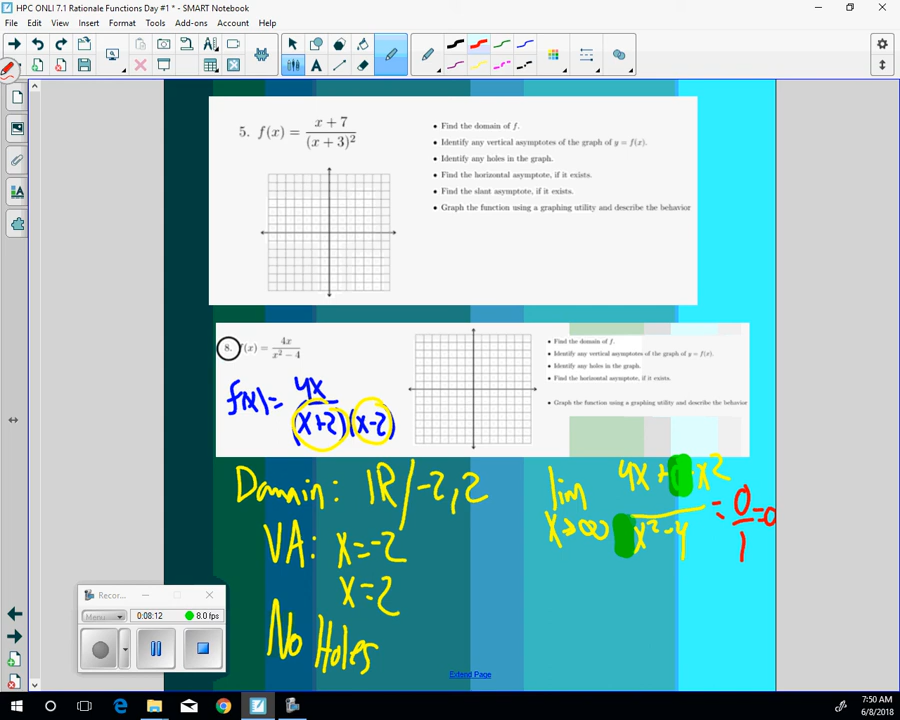 HPC ONLI 7.1 Rationale Functions Day #1 * - SMART Notebook
File Edit View Insert Format Tools Add-ons Account Help
5. f(x) = x + 7 / (x + 3)²
• Find the domain of f.
• Identify any vertical asymptotes of the graph of y = f(x).
• Identify any holes in the graph.
• Find the horizontal asymptote, if it exists.
• Find the slant asymptote, if it exists.
• Graph the function using a graphing utility and describe the behavior
8. f(x) = 4x / x² − 4
• Find the domain of f.
• Identify any vertical asymptotes of the graph of y = f(x).
• Identify any holes in the graph.
• Find the horizontal asymptote, if it exists.
• Graph the function using a graphing utility and describe the behavior
f(x) = 4x / (x+2)(x-2)
Domain: IR / -2, 2
VA: x = -2
x = 2
No Holes
lim x→∞ 4x + x2 / x² - 4 = 0 / 1 = 0
Extend Page
Recor...
Menu
0:08:12
8.0 fps
7:50 AM
6/8/2018